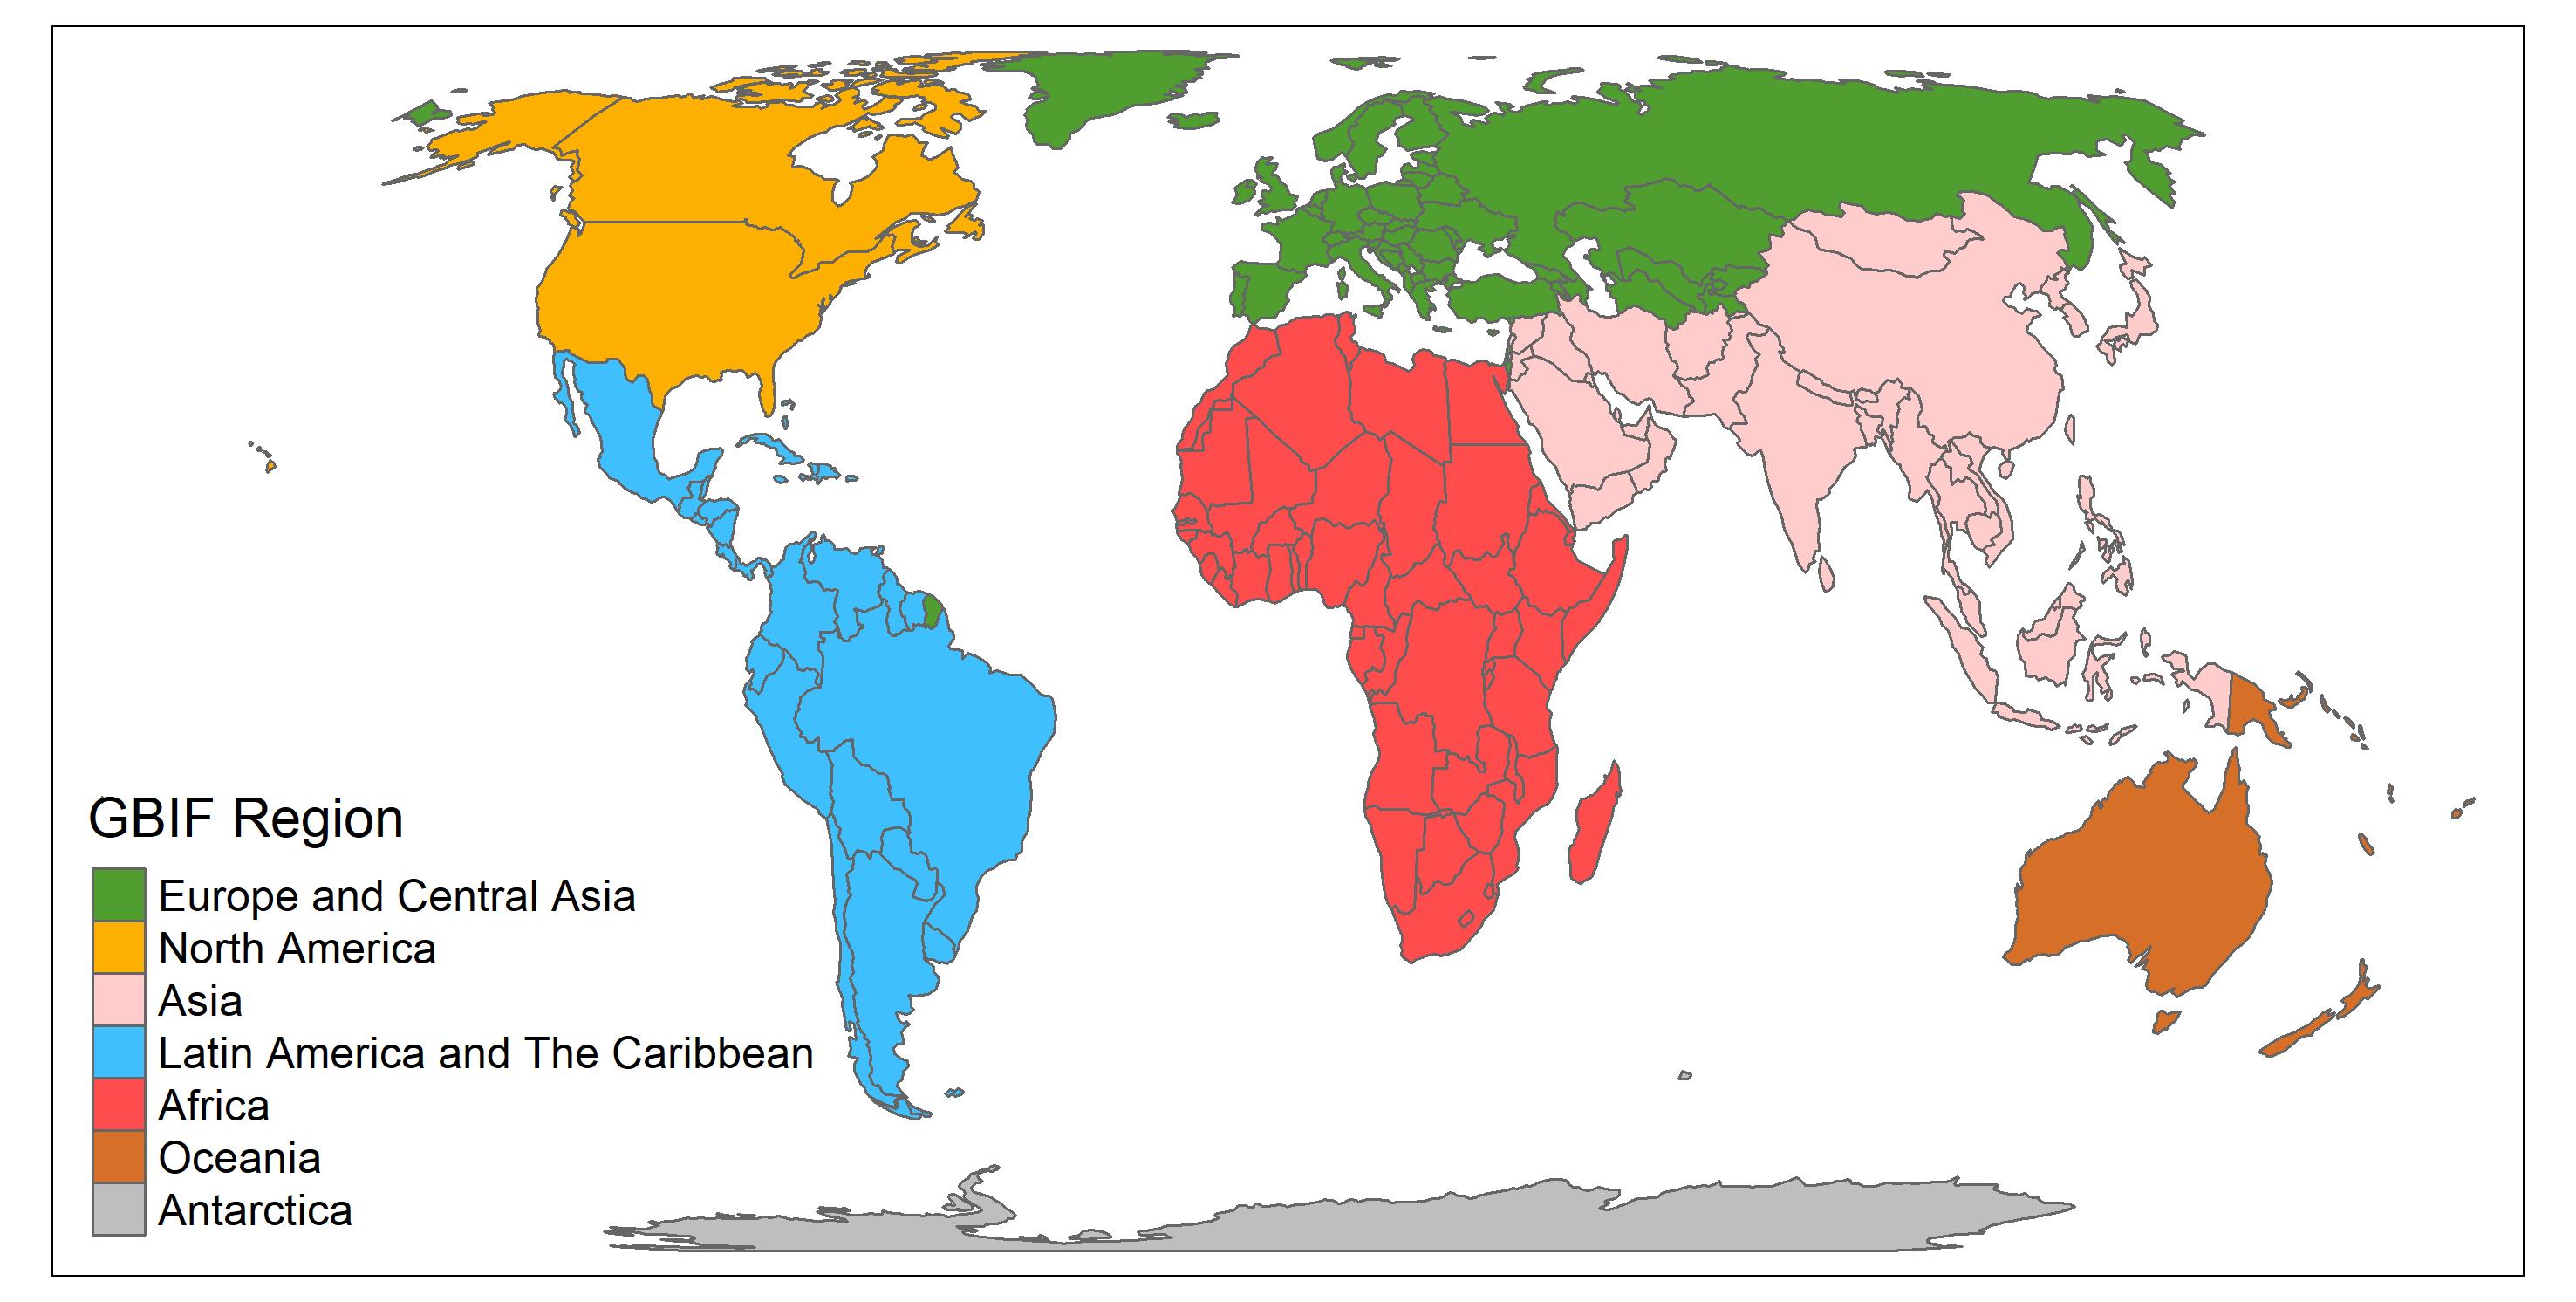 GBIF Region
Europe and Central Asia
North America
Asia
Latin America and The Caribbean
Africa
Oceania
Antarctica